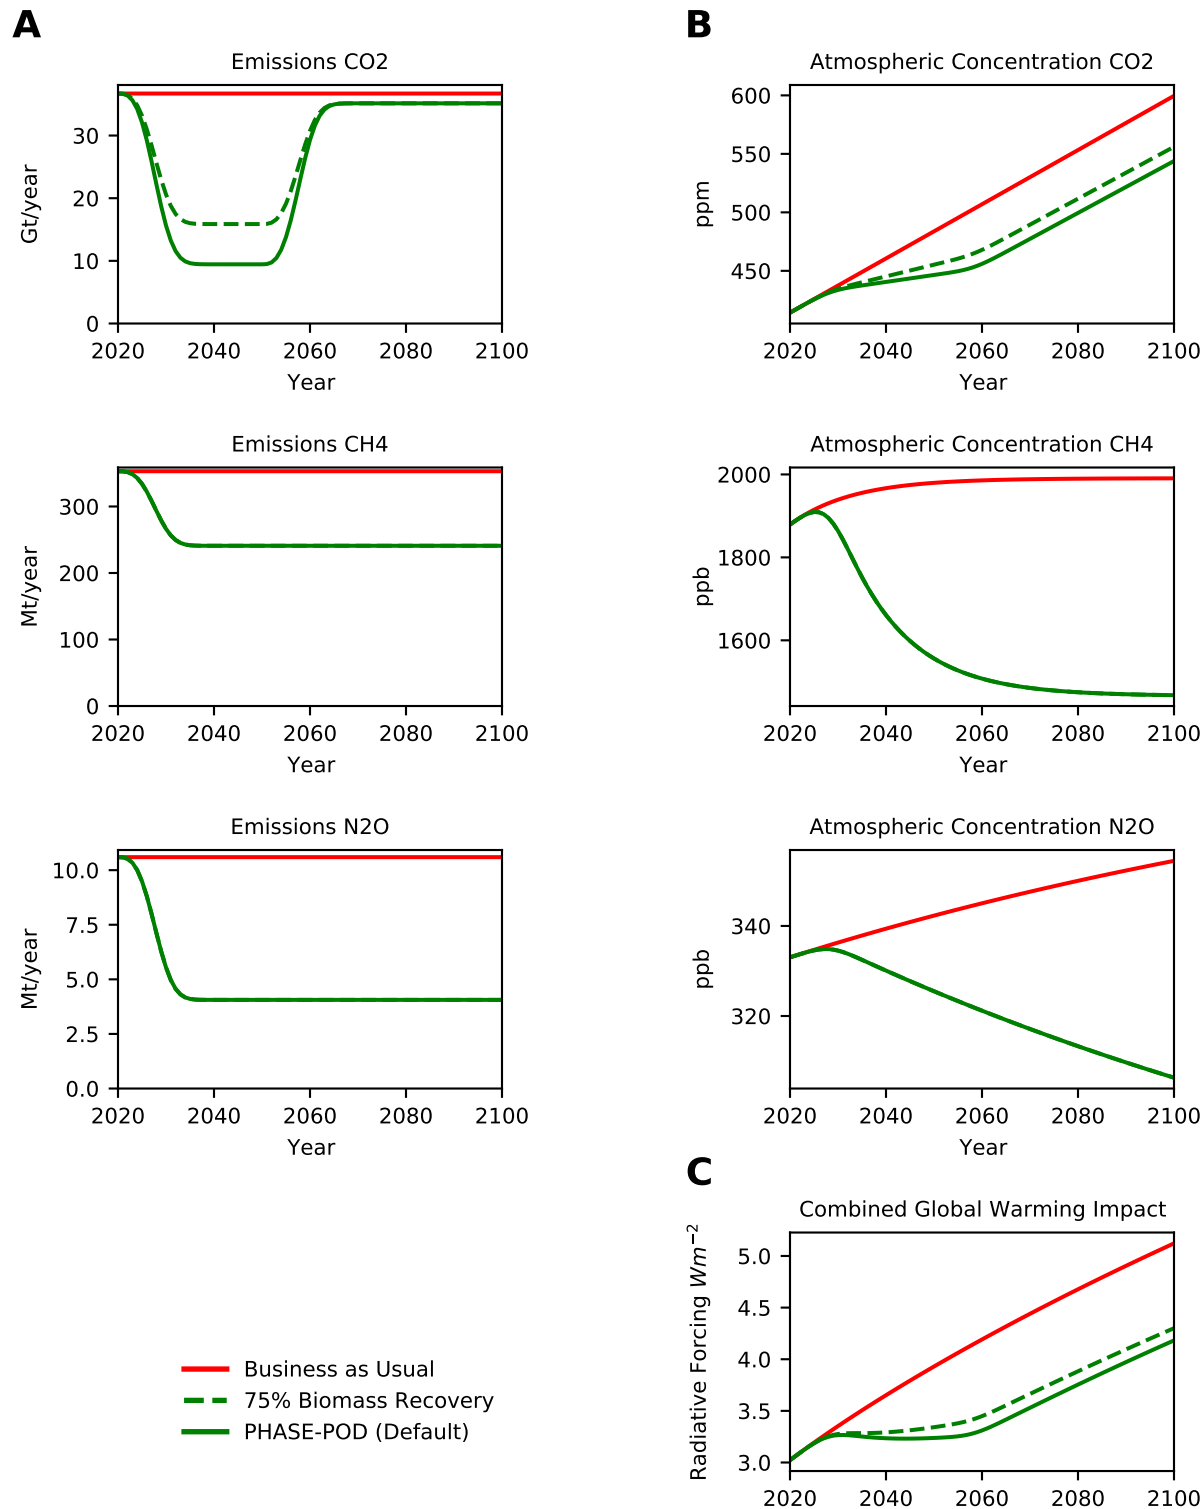 A
Emissions CO2
Gt/year
30
20
10
0
2020 2040 2060 2080 2100
Year
B
Atmospheric Concentration CO2
ppm
600
550
500
450
2020 2040 2060 2080 2100
Year
Emissions CH4
Mt/year
300
200
100
0
2020 2040 2060 2080 2100
Year
Atmospheric Concentration CH4
ppb
2000
1800
1600
2020 2040 2060 2080 2100
Year
Emissions N2O
Mt/year
10.0
7.5
5.0
2.5
0.0
2020 2040 2060 2080 2100
Year
Atmospheric Concentration N2O
ppb
340
320
2020 2040 2060 2080 2100
Year
C
Combined Global Warming Impact
Radiative Forcing Wm⁻²
5.0
4.5
4.0
3.5
3.0
2020 2040 2060 2080 2100
Business as Usual
75% Biomass Recovery
PHASE-POD (Default)